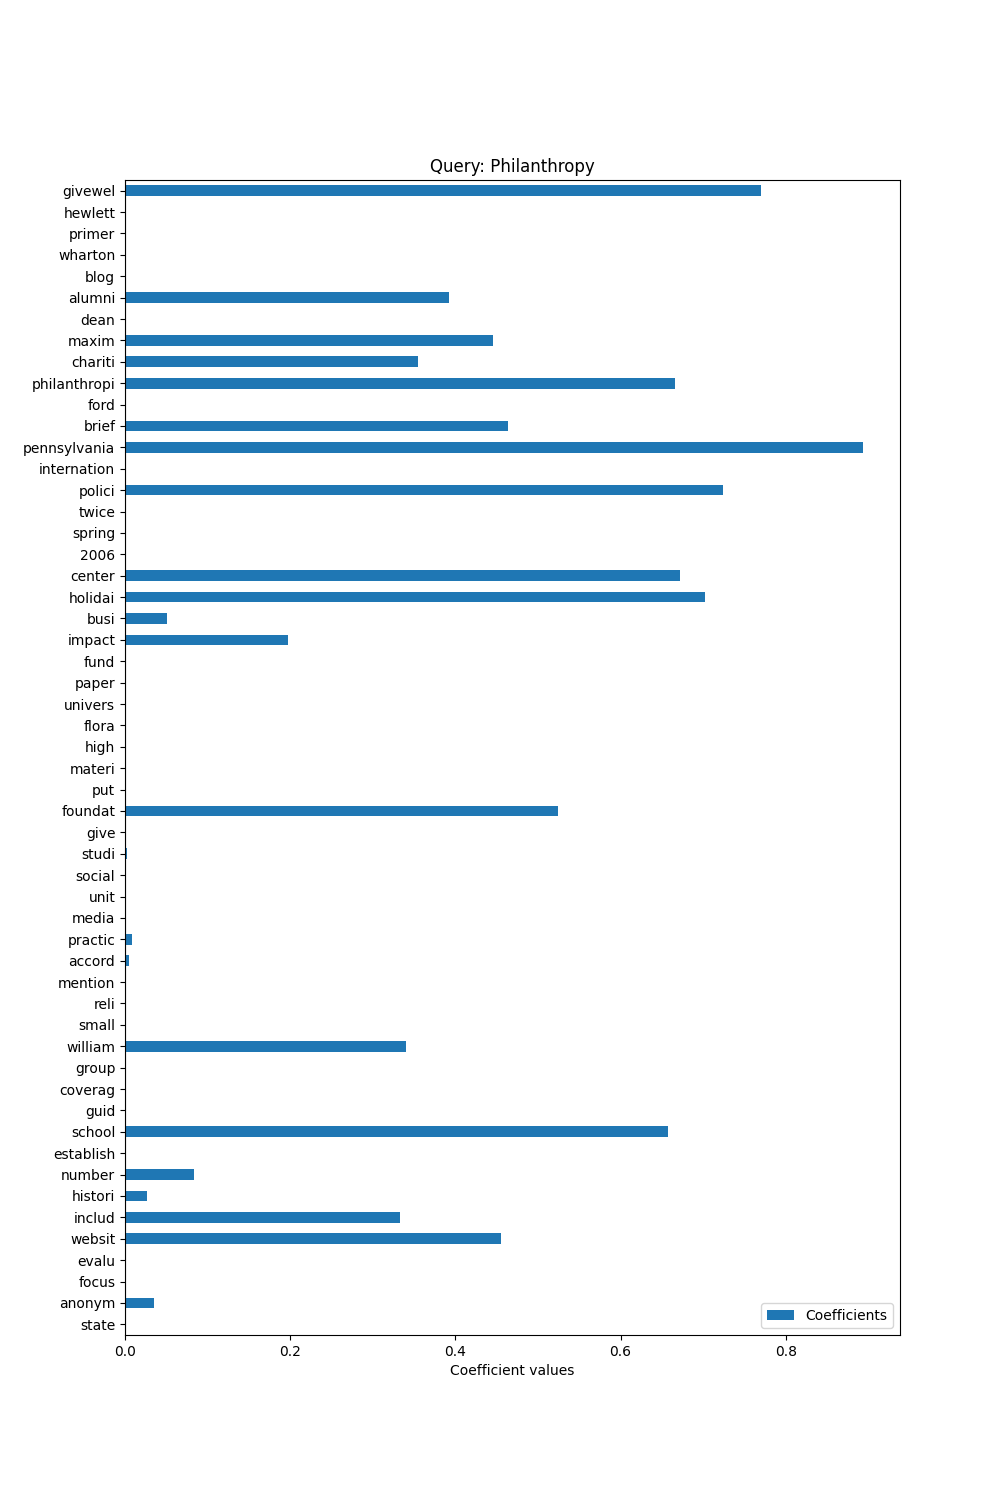 Query: Philanthropy
givewel
hewlett
primer
wharton
blog
alumni
dean
maxim
chariti
philanthropi
ford
brief
pennsylvania
internation
polici
twice
spring
2006
center
holidai
busi
impact
fund
paper
univers
flora
high
materi
put
foundat
give
studi
social
unit
media
practic
accord
mention
reli
small
william
group
coverag
guid
school
establish
number
histori
includ
websit
evalu
focus
anonym
state
Coefficients
0.0 0.2 0.4 0.6 0.8
Coefficient values